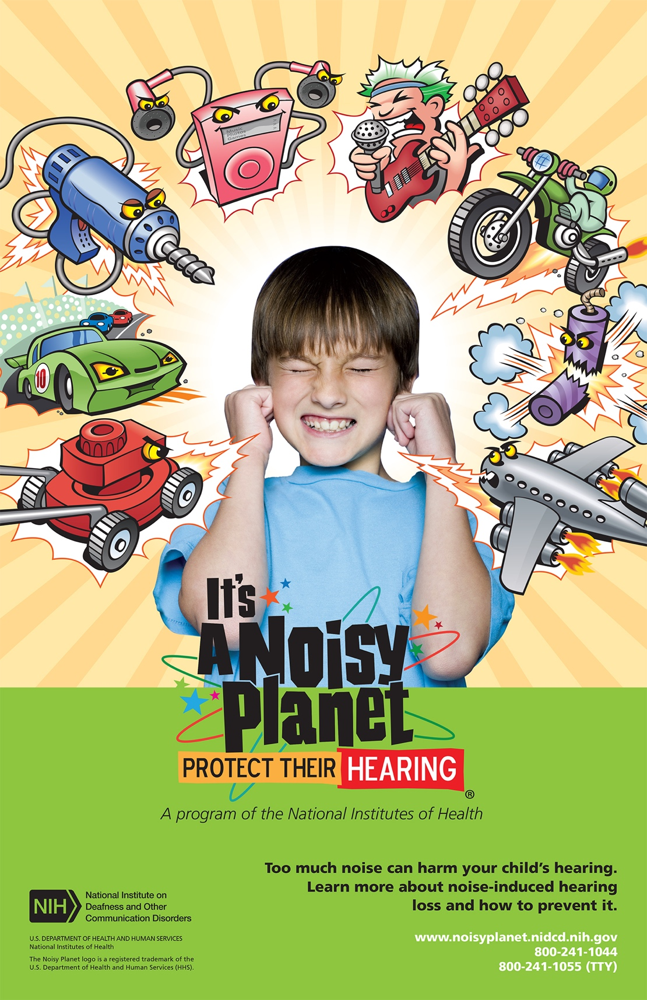 Music
Photos
Games
10
It's
A Noisy
Planet
PROTECT THEIR HEARING
®
A program of the National Institutes of Health
Too much noise can harm your child's hearing.
Learn more about noise-induced hearing
loss and how to prevent it.
www.noisyplanet.nidcd.nih.gov
800-241-1044
800-241-1055 (TTY)
NIH
National Institute on
Deafness and Other
Communication Disorders
U.S. DEPARTMENT OF HEALTH AND HUMAN SERVICES
National Institutes of Health
The Noisy Planet logo is a registered trademark of the
U.S. Department of Health and Human Services (HHS).